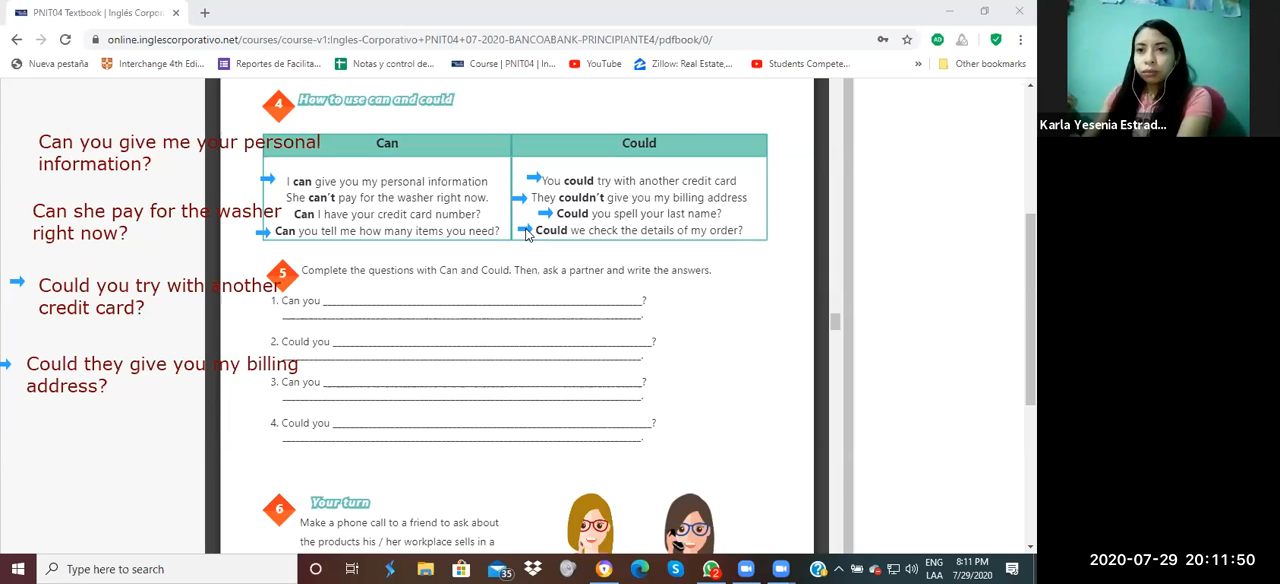 PNIT04 Textbook | Inglés Corpor
online.inglescorporativo.net/courses/course-v1:Ingles-Corporativo+PNIT04+07-2020-BANCOABANK-PRINCIPIANTE4/pdfbook/0/
Nueva pestaña
Interchange 4th Edi...
Reportes de Facilita...
Notas y control de...
Course | PNIT04 | In...
YouTube
Zillow: Real Estate,...
Students Compete...
»
Other bookmarks
Karla Yesenia Estrad...
4 How to use can and could
Can you give me your personal
information?
Can she pay for the washer
right now?
Could you try with another
credit card?
Could they give you my billing
address?
Can
I can give you my personal information
She can't pay for the washer right now.
Can I have your credit card number?
Can you tell me how many items you need?
Could
You could try with another credit card
They couldn't give you my billing address
Could you spell your last name?
Could we check the details of my order?
5 Complete the questions with Can and Could. Then, ask a partner and write the answers.
1. Can you ______________________________?
______________________________.
2. Could you ______________________________?
______________________________.
3. Can you ______________________________?
______________________________.
4. Could you ______________________________?
______________________________.
6 Your turn
Make a phone call to a friend to ask about
the products his / her workplace sells in a
Type here to search
35
2
ENG
LAA
8:11 PM
7/29/2020
2020-07-29 20:11:50